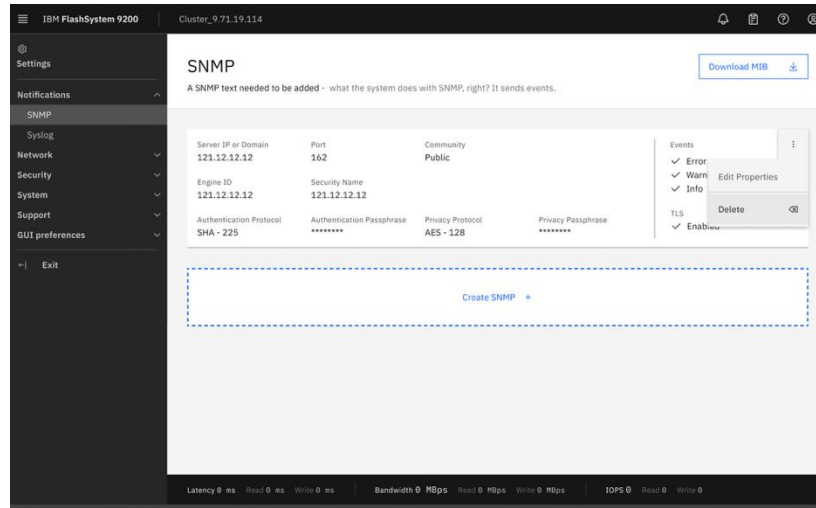 IBM FlashSystem 9200
Cluster_9.71.19.114
Settings
Notifications
SNMP
Syslog
Network
Security
System
Support
GUI preferences
Exit
SNMP
A SNMP text needed to be added - what the system does with SNMP, right? It sends events.
Download MIB
Server IP or Domain Port Community
121.12.12.12 162 Public
Engine ID Security Name
121.12.12.12 121.12.12.12
Authentication Protocol Authentication Passphrase Privacy Protocol Privacy Passphrase
SHA - 225 ******** AES - 128 ********
Events
Error
Warn
Info
TLS
Enabled
Edit Properties
Delete
Create SNMP +
Latency 0 ms Read 0 ms Write 0 ms Bandwidth 0 MBps Read 0 MBps Write 0 MBps IOPS 0 Read 0 Write 0